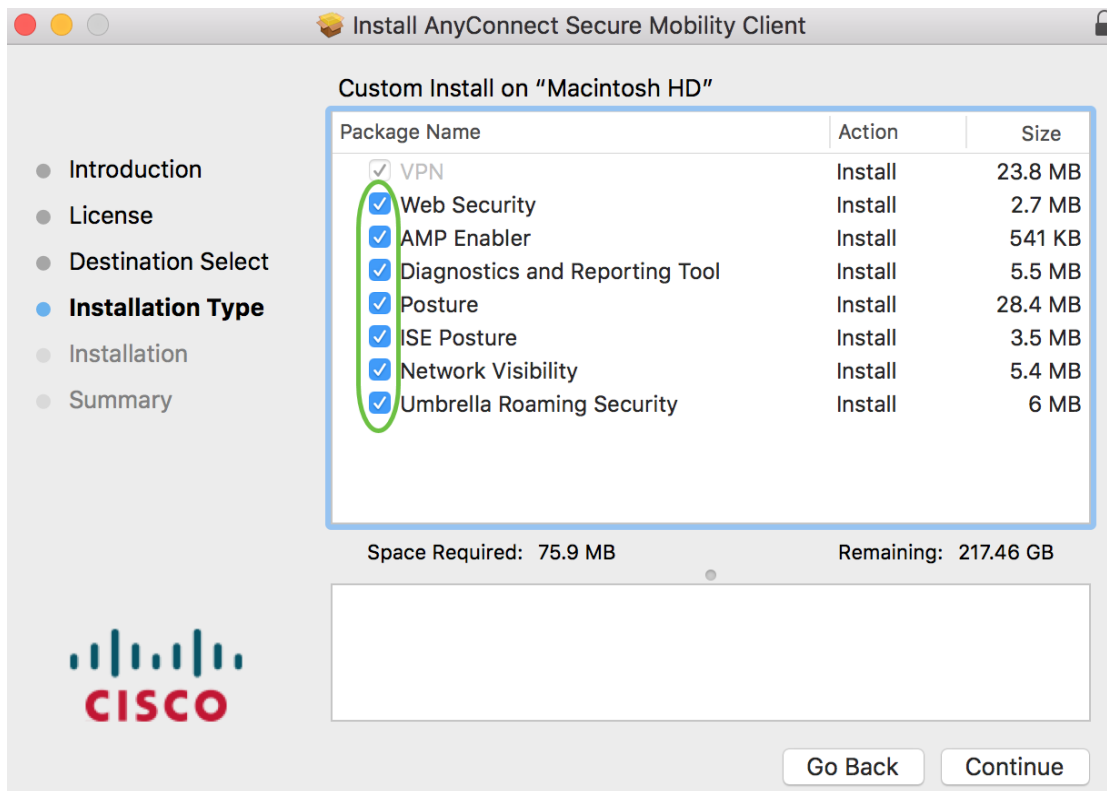 Install AnyConnect Secure Mobility Client
Custom Install on “Macintosh HD”
Package Name Action Size
VPN Install 23.8 MB
Web Security Install 2.7 MB
AMP Enabler Install 541 KB
Diagnostics and Reporting Tool Install 5.5 MB
Posture Install 28.4 MB
ISE Posture Install 3.5 MB
Network Visibility Install 5.4 MB
Umbrella Roaming Security Install 6 MB
Space Required: 75.9 MB Remaining: 217.46 GB
Introduction
License
Destination Select
Installation Type
Installation
Summary
CISCO
Go Back Continue